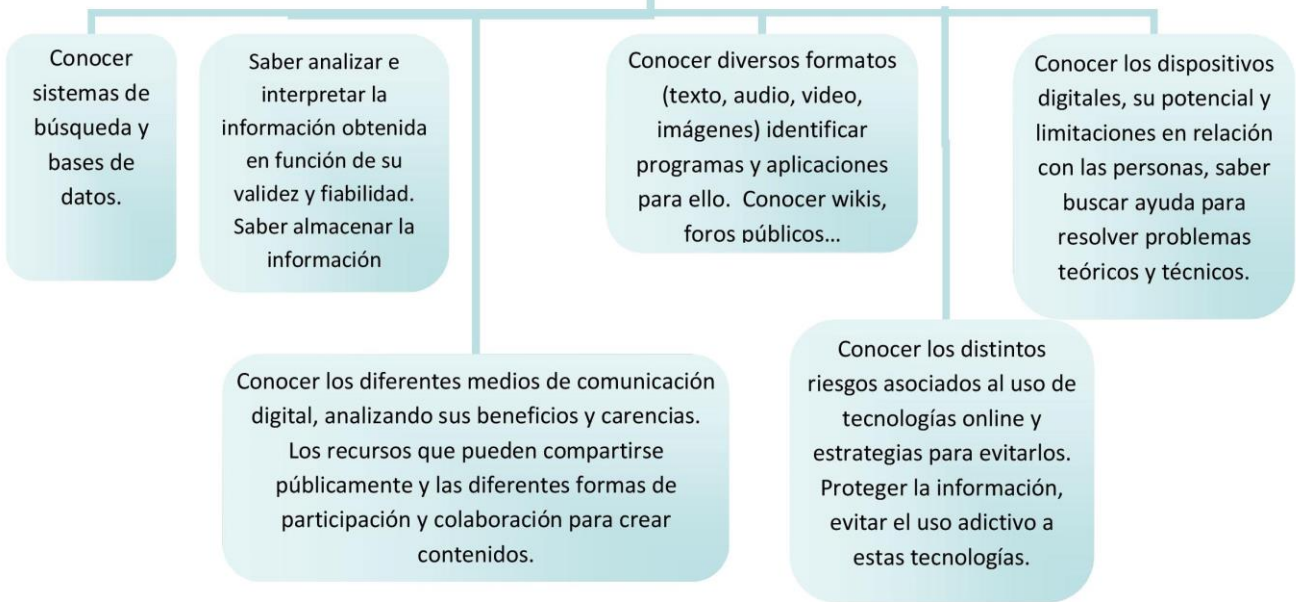 Conocer
sistemas de
búsqueda y
bases de
datos.
Saber analizar e
interpretar la
información obtenida
en función de su
validez y fiabilidad.
Saber almacenar la
información
Conocer diversos formatos
(texto, audio, video,
imágenes) identificar
programas y aplicaciones
para ello.  Conocer wikis,
foros públicos…
Conocer los dispositivos
digitales, su potencial y
limitaciones en relación
con las personas, saber
buscar ayuda para
resolver problemas
teóricos y técnicos.
Conocer los diferentes medios de comunicación
digital, analizando sus beneficios y carencias.
Los recursos que pueden compartirse
públicamente y las diferentes formas de
participación y colaboración para crear
contenidos.
Conocer los distintos
riesgos asociados al uso de
tecnologías online y
estrategias para evitarlos.
Proteger la información,
evitar el uso adictivo a
estas tecnologías.